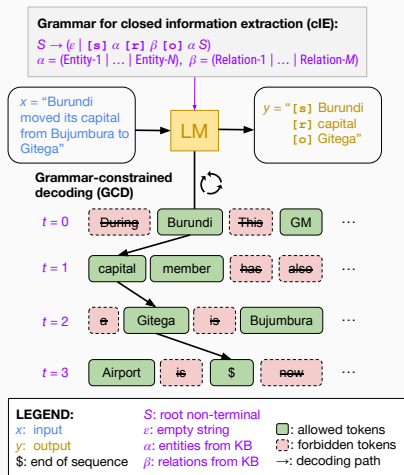 Grammar for closed information extraction (cIE):
S → (ε | [s] α [r] β [o] α S)
α = (Entity-1 | … | Entity-N), β = (Relation-1 | … | Relation-M)
x = “Burundi
moved its capital
from Bujumbura to
Gitega”
LM
y = “[s] Burundi
[r] capital
[o] Gitega”
Grammar-constrained
decoding (GCD)
t = 0 During Burundi This GM …
t = 1 capital member has also …
t = 2 a Gitega is Bujumbura …
t = 3 Airport is $ now …
LEGEND:
x: input
y: output
$: end of sequence
S: root non-terminal
ε: empty string
α: entities from KB
β: relations from KB
: allowed tokens
: forbidden tokens
→: decoding path